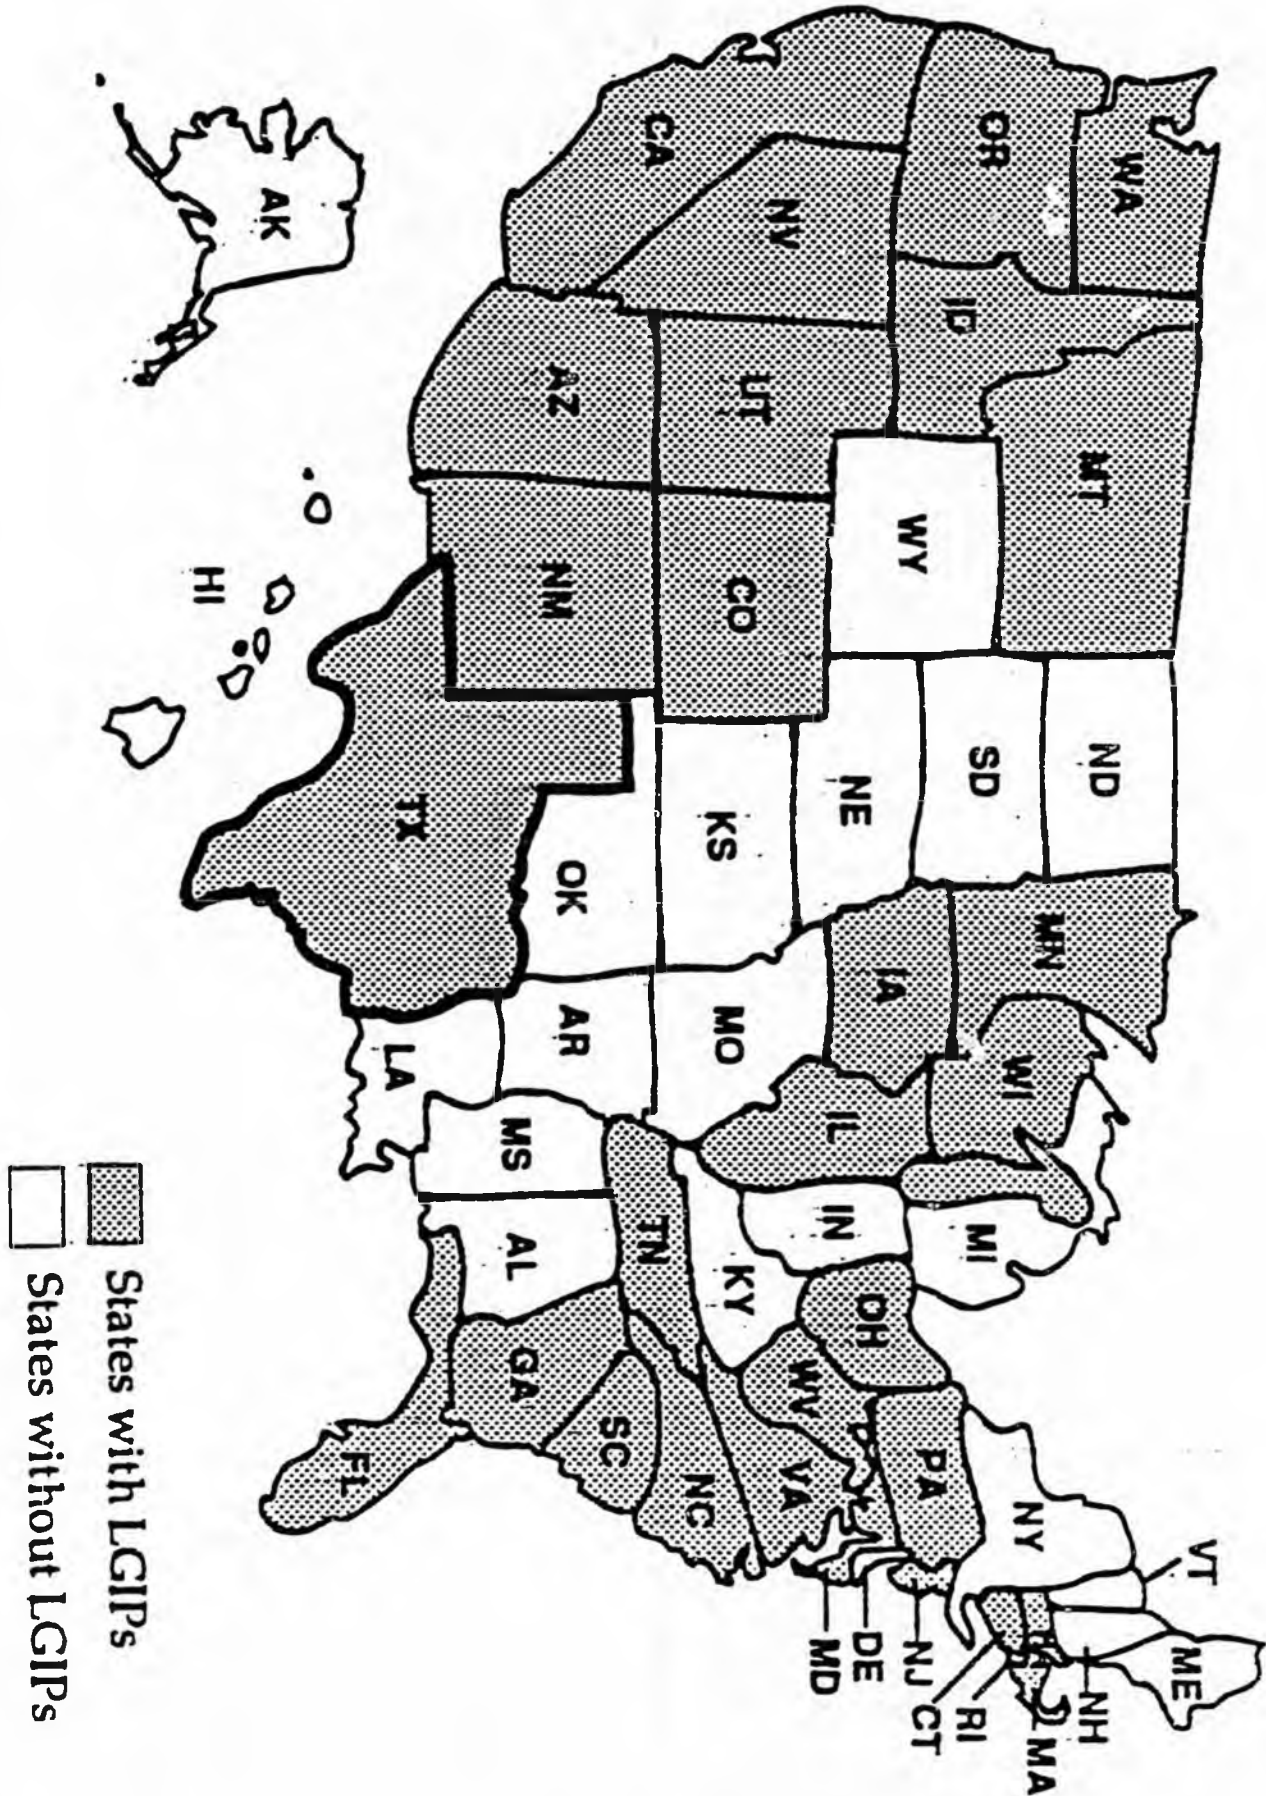 WA
OR
CA
NV
ID
MT
WY
UT
AZ
CO
NM
ND
SD
NE
KS
OK
TX
MN
IA
MO
AR
LA
WI
IL
MS
MI
IN
KY
TN
AL
OH
WV
GA
FL
SC
NC
VA
PA
NY
VT
ME
NH
MA
RI
CT
NJ
DE
MD
AK
HI
States with LGIPs
States without LGIPs